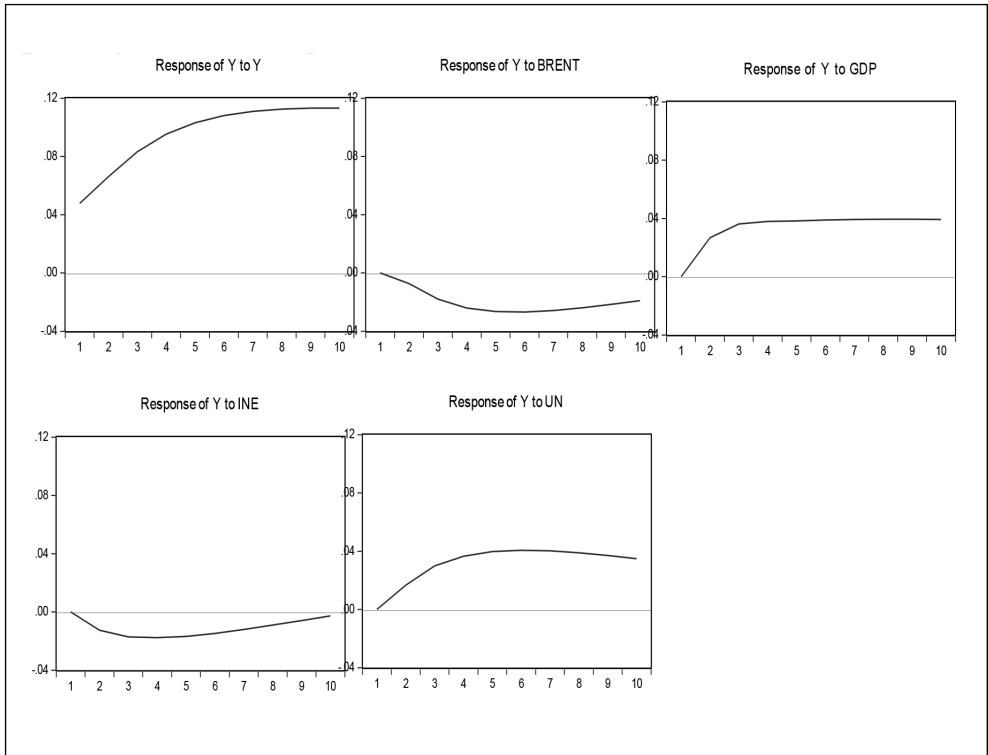 Response of Y to Y
.12
.08
.04
.00
-.04
1 2 3 4 5 6 7 8 9 10
Response of Y to BRENT
.12
.08
.04
.00
.04
1 2 3 4 5 6 7 8 9 10
Response of Y to GDP
.12
.08
.04
.00
-.04
1 2 3 4 5 6 7 8 9 10
Response of Y to INE
.12
.08
.04
.00
-.04
1 2 3 4 5 6 7 8 9 10
Response of Y to UN
.12
.08
.04
.00
-.04
1 2 3 4 5 6 7 8 9 10